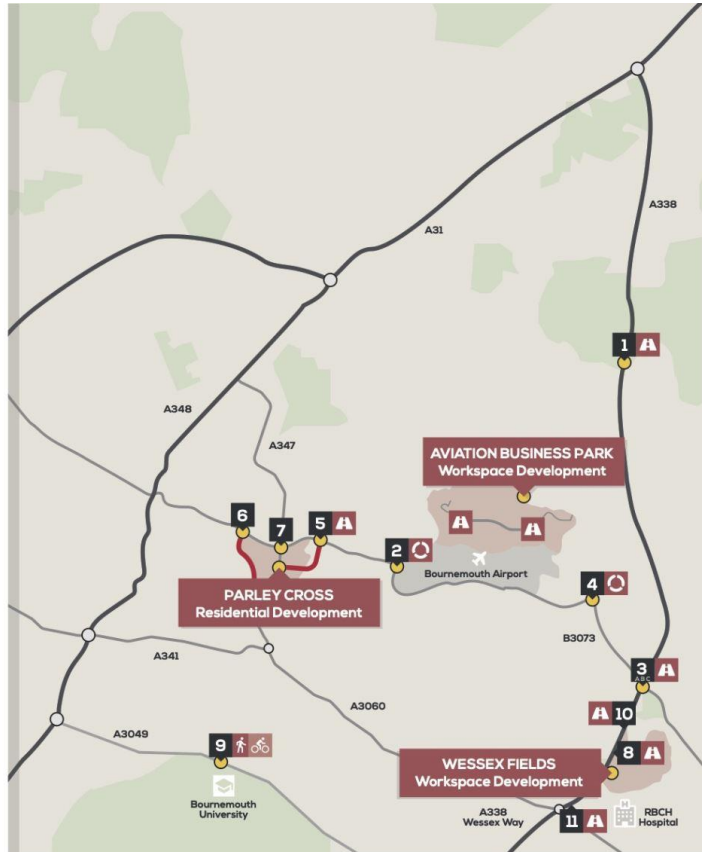 A338
A31
1
A348
A347
AVIATION BUSINESS PARK
Workspace Development
6
7
5
2
Bournemouth Airport
4
PARLEY CROSS
Residential Development
B3073
A341
3
ABC
A3060
10
A3049
9
8
WESSEX FIELDS
Workspace Development
Bournemouth
University
A338
Wessex Way
11
H
RBCH
Hospital